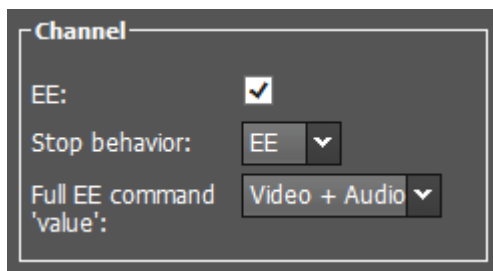 Channel
EE:
Stop behavior: EE
Full EE command Video + Audio
'value':